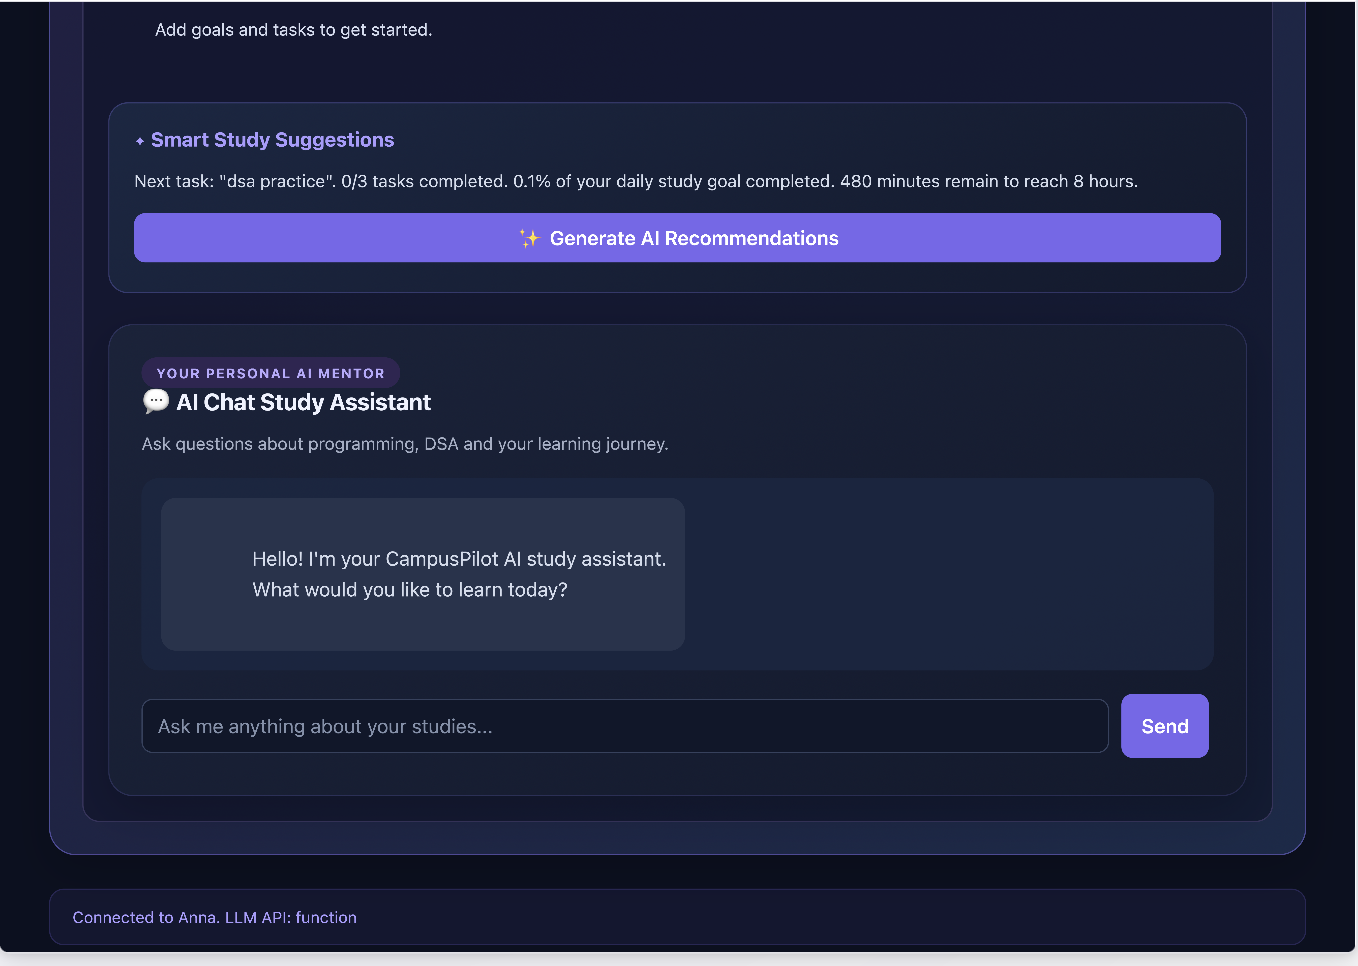 Add goals and tasks to get started.
✦ Smart Study Suggestions
Next task: "dsa practice". 0/3 tasks completed. 0.1% of your daily study goal completed. 480 minutes remain to reach 8 hours.
✨ Generate AI Recommendations
YOUR PERSONAL AI MENTOR
💬 AI Chat Study Assistant
Ask questions about programming, DSA and your learning journey.
Hello! I'm your CampusPilot AI study assistant.
What would you like to learn today?
Ask me anything about your studies...
Send
Connected to Anna. LLM API: function